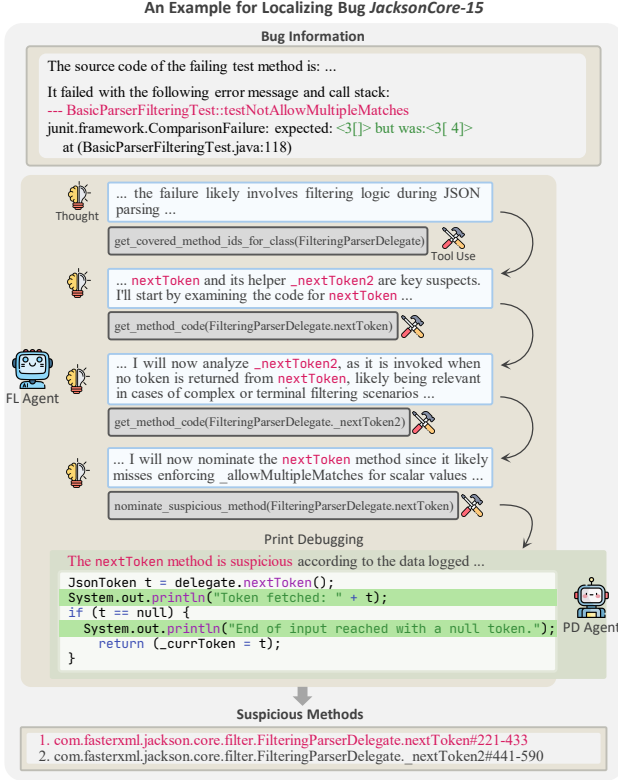 An Example for Localizing Bug JacksonCore-15
Bug Information
The source code of the failing test method is: ...
It failed with the following error message and call stack:
--- BasicParserFilteringTest::testNotAllowMultipleMatches
junit.framework.ComparisonFailure: expected: <3[]> but was:<3[ 4]>
at (BasicParserFilteringTest.java:118)
Thought
... the failure likely involves filtering logic during JSON
parsing ...
get_covered_method_ids_for_class(FilteringParserDelegate)
Tool Use
... nextToken and its helper _nextToken2 are key suspects.
I'll start by examining the code for nextToken ...
get_method_code(FilteringParserDelegate.nextToken)
FL Agent
... I will now analyze _nextToken2, as it is invoked when
no token is returned from nextToken, likely being relevant
in cases of complex or terminal filtering scenarios ...
get_method_code(FilteringParserDelegate._nextToken2)
... I will now nominate the nextToken method since it likely
misses enforcing _allowMultipleMatches for scalar values ...
nominate_suspicious_method(FilteringParserDelegate.nextToken)
Print Debugging
The nextToken method is suspicious according to the data logged ...
JsonToken t = delegate.nextToken();
System.out.println("Token fetched: " + t);
if (t == null) {
System.out.println("End of input reached with a null token.");
return (_currToken = t);
}
PD Agent
Suspicious Methods
1. com.fasterxml.jackson.core.filter.FilteringParserDelegate.nextToken#221-433
2. com.fasterxml.jackson.core.filter.FilteringParserDelegate._nextToken2#441-590